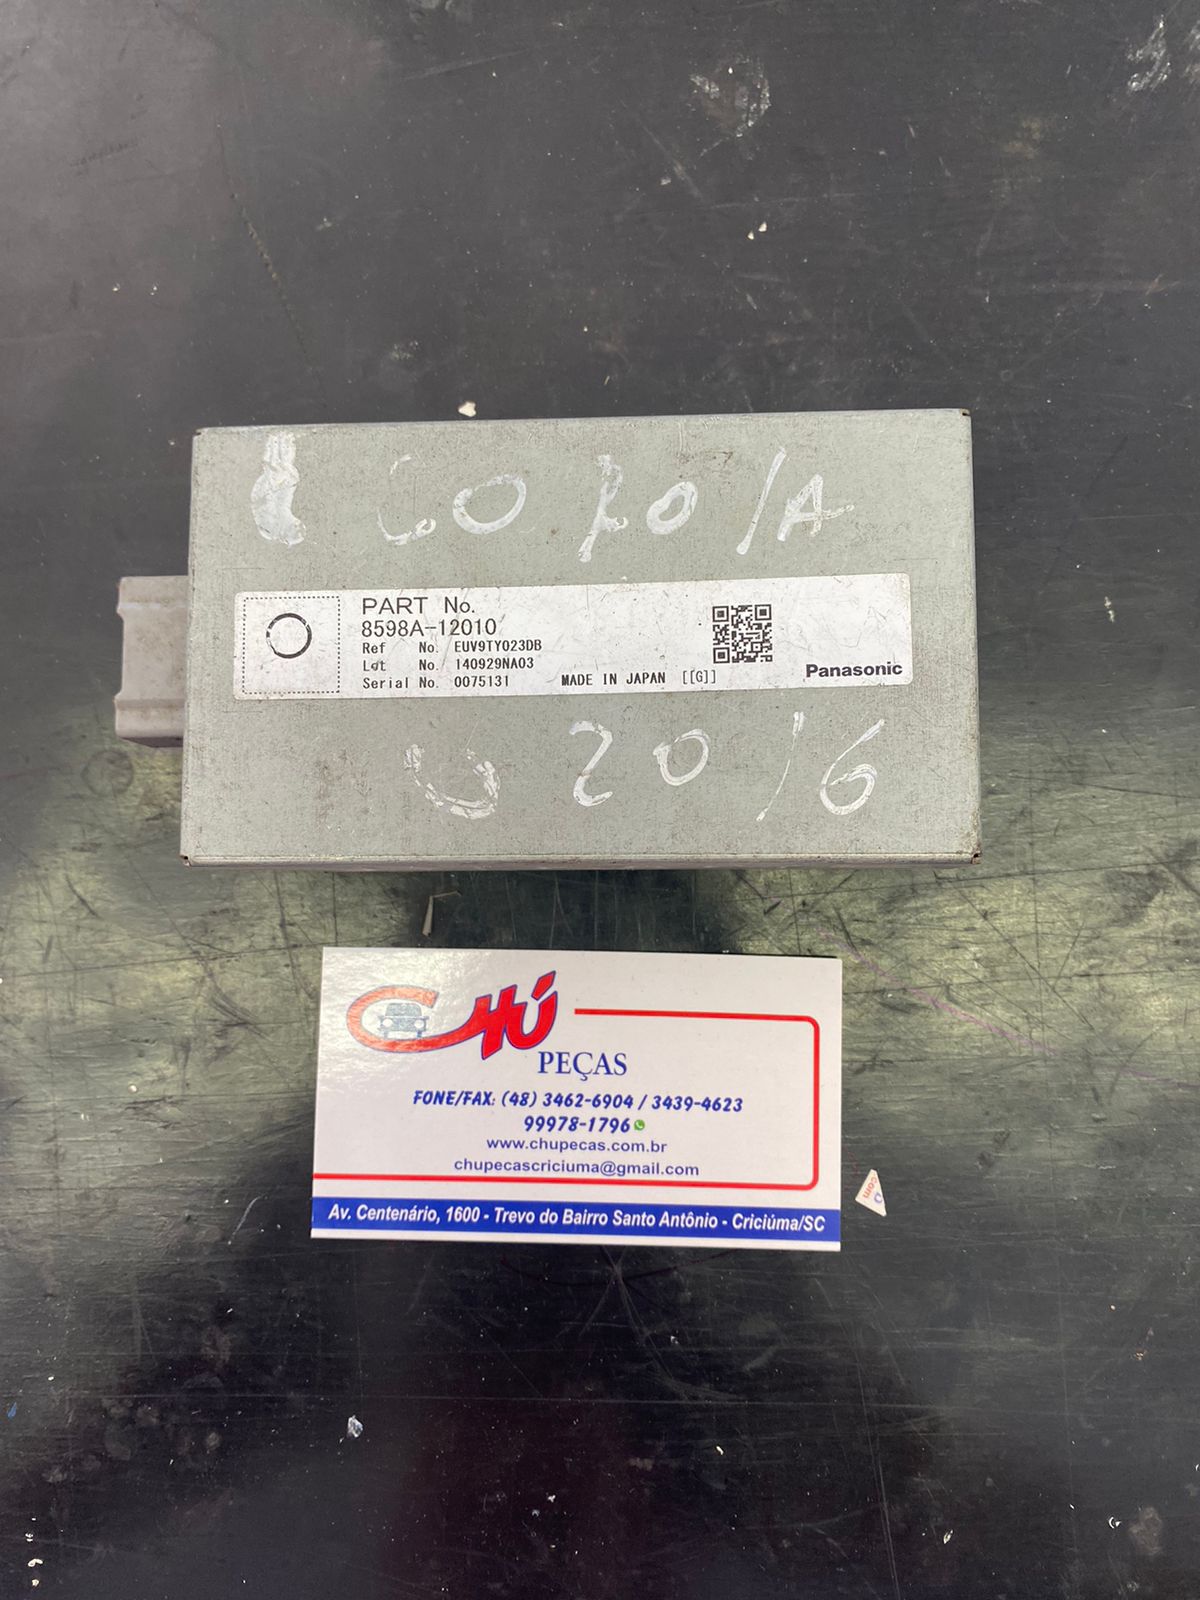 COROlA
PART No.
8598A-12010
Ref No. EUV9TY023DB
Lot No. 140929NA03
Serial No. 0075131 MADE IN JAPAN [[G]]
Panasonic
2016
CHÚ
PEÇAS
FONE/FAX: (48) 3462-6904 / 3439-4623
99978-1796
www.chupecas.com.br
chupecascriciuma@gmail.com
Av. Centenário, 1600 - Trevo do Bairro Santo Antônio - Criciúma/SC